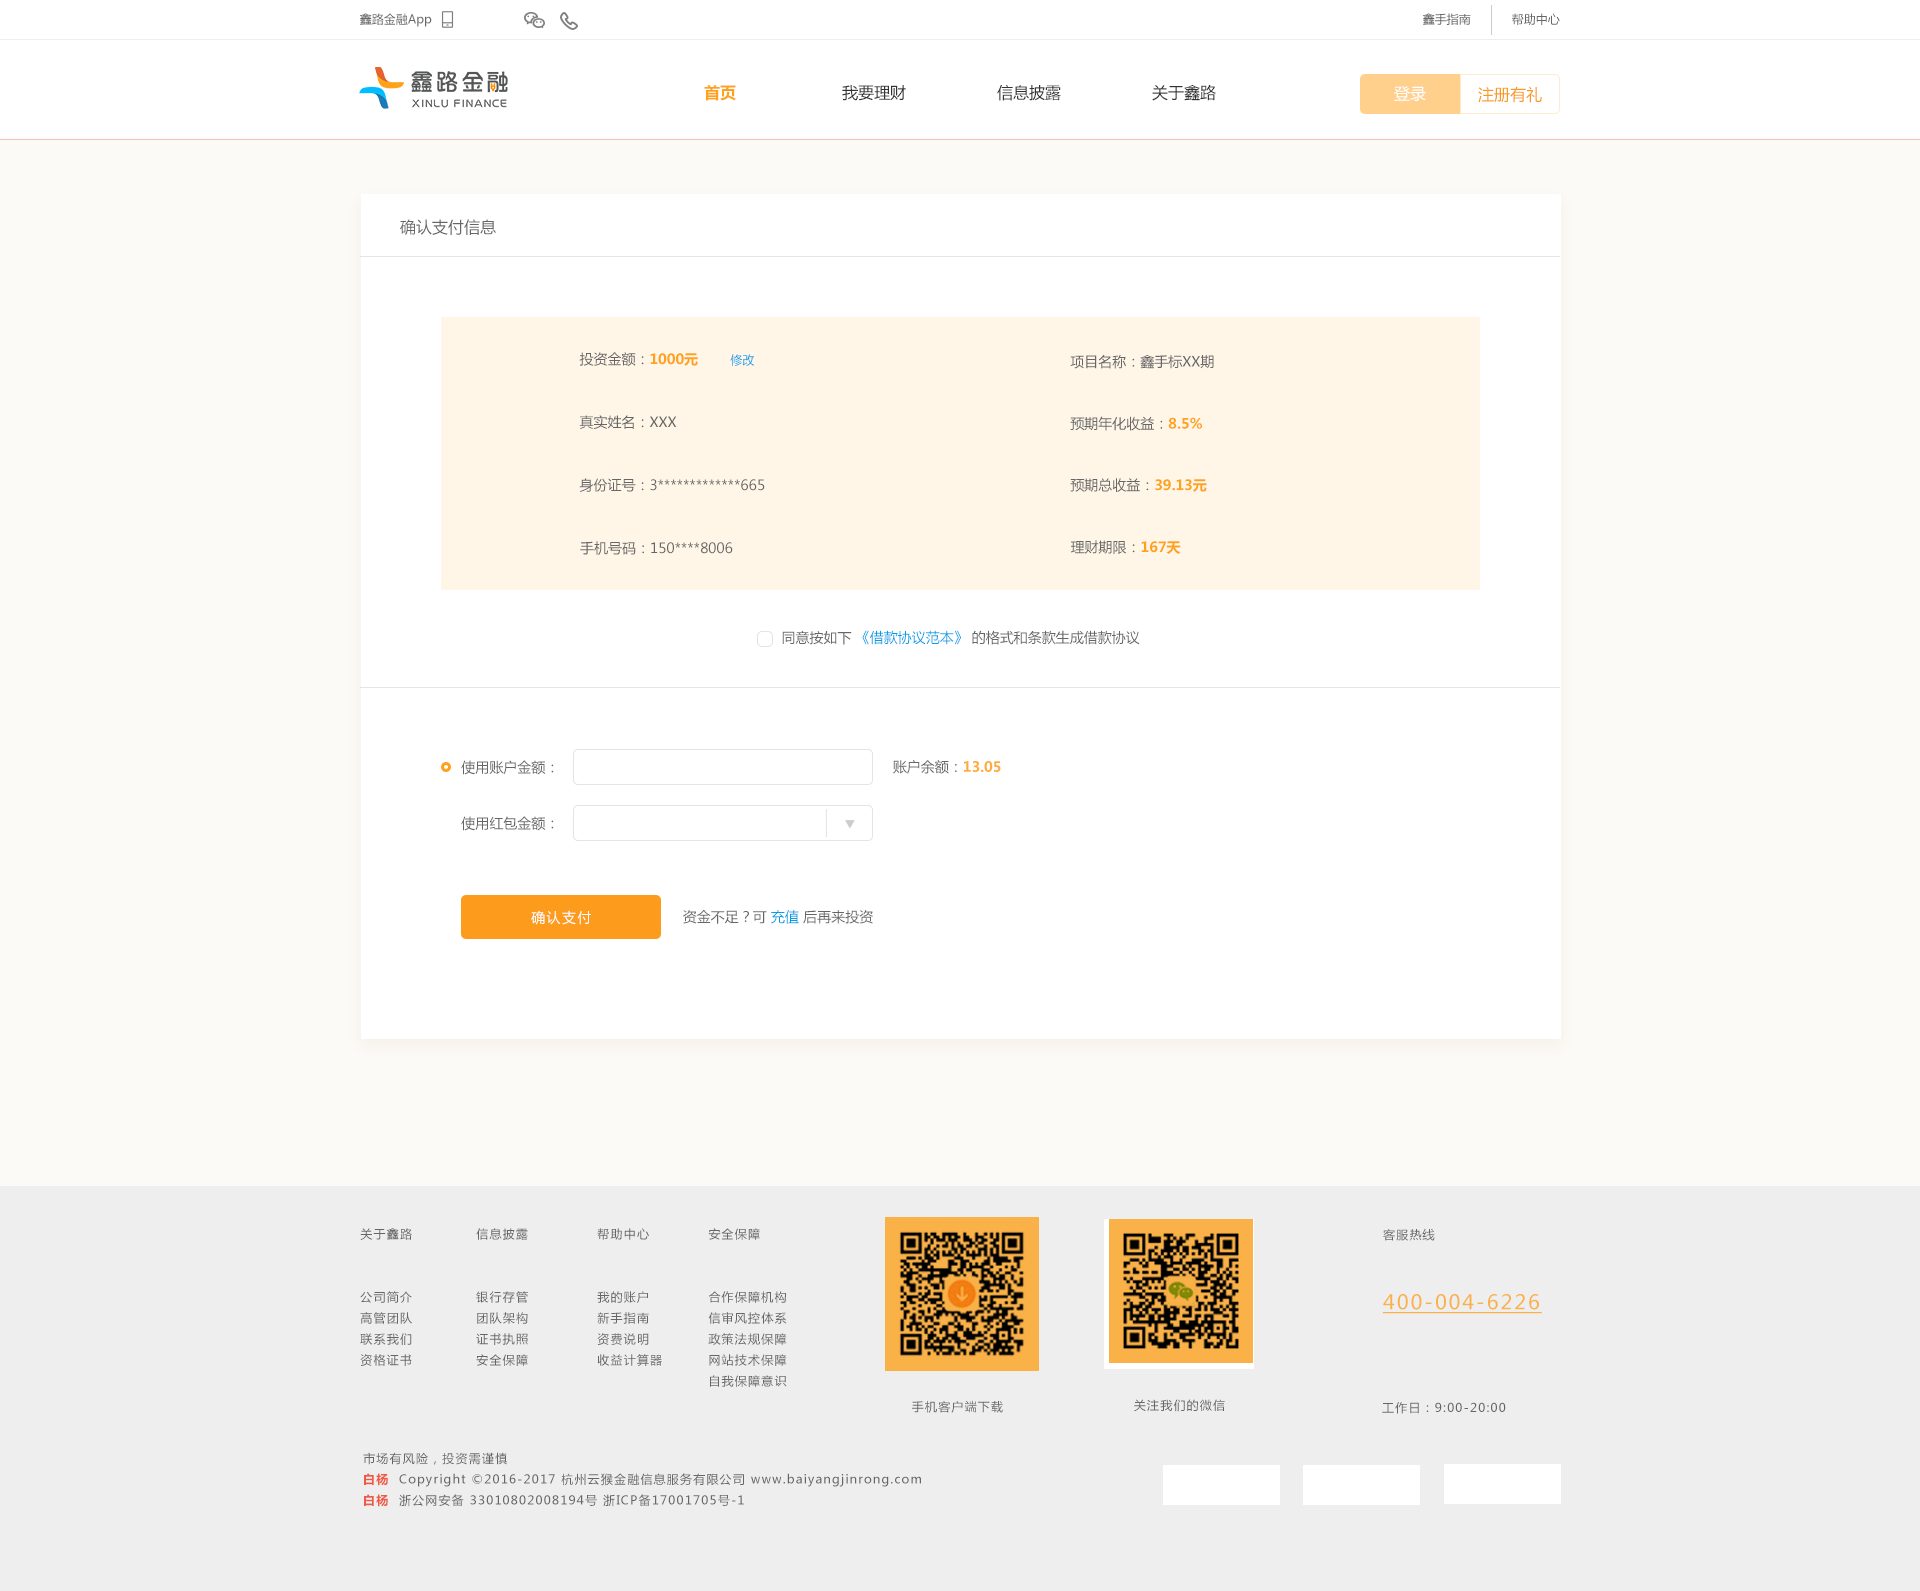 鑫路金融App
鑫手指南
帮助中心
鑫路金融
XINLU FINANCE
首页
我要理财
信息披露
关于鑫路
登录
注册有礼
确认支付信息
投资金额：1000元 修改
项目名称：鑫手标XX期
真实姓名：XXX
预期年化收益：8.5%
身份证号：3*************665
预期总收益：39.13元
手机号码：150****8006
理财期限：167天
同意按如下《借款协议范本》的格式和条款生成借款协议
使用账户金额：
账户余额：13.05
使用红包金额：
确认支付
资金不足？可 充值 后再来投资
关于鑫路
信息披露
帮助中心
安全保障
客服热线
公司简介
银行存管
我的账户
合作保障机构
高管团队
团队架构
新手指南
信审风控体系
联系我们
证书执照
资费说明
政策法规保障
资格证书
安全保障
收益计算器
网站技术保障
自我保障意识
400-004-6226
手机客户端下载
关注我们的微信
工作日：9:00-20:00
市场有风险，投资需谨慎
白杨 Copyright ©2016-2017 杭州云猴金融信息服务有限公司 www.baiyangjinrong.com
白杨 浙公网安备 33010802008194号 浙ICP备17001705号-1